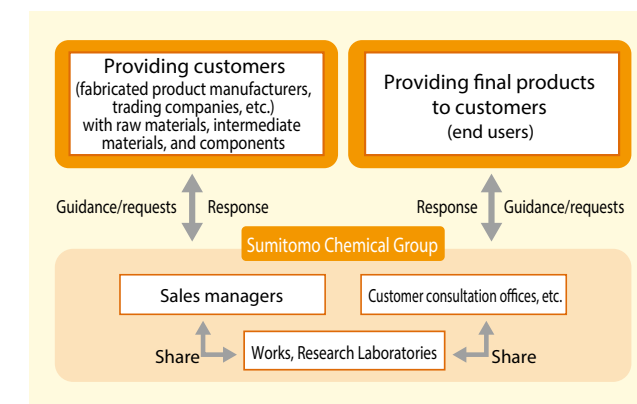 Providing customers
(fabricated product manufacturers,
trading companies, etc.)
with raw materials, intermediate
materials, and components
Providing final products
to customers
(end users)
Guidance/requests
Response
Response
Guidance/requests
Sumitomo Chemical Group
Sales managers
Customer consultation offices, etc.
Share
Works, Research Laboratories
Share